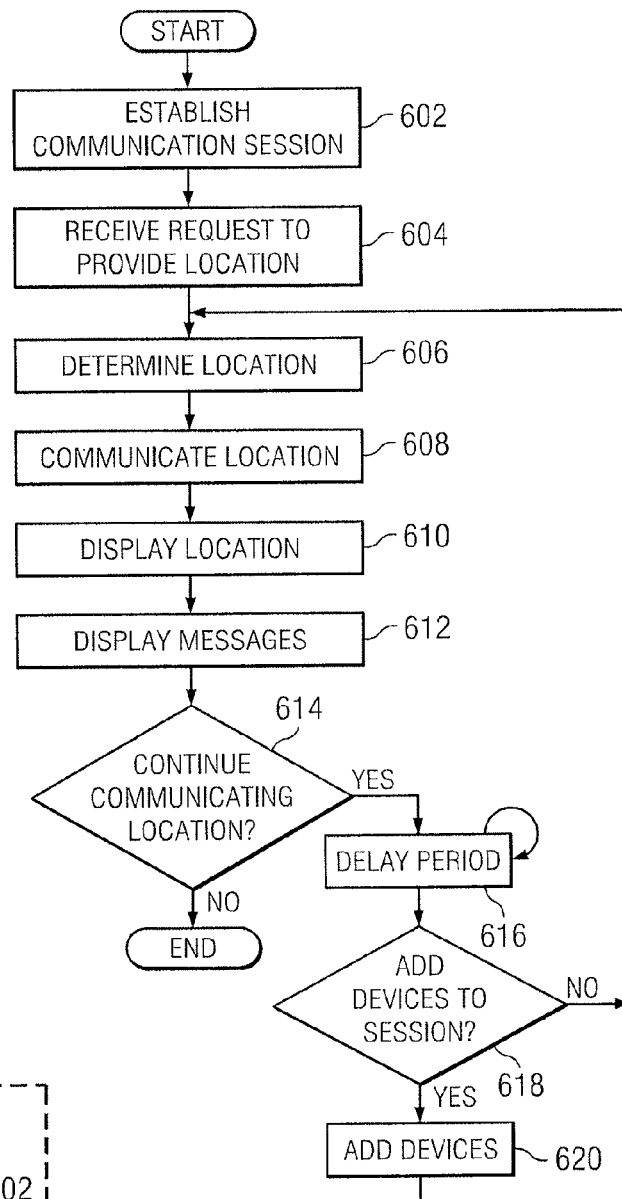 START
ESTABLISH
COMMUNICATION SESSION
602
RECEIVE REQUEST TO
PROVIDE LOCATION
604
DETERMINE LOCATION
606
COMMUNICATE LOCATION
608
DISPLAY LOCATION
610
DISPLAY MESSAGES
612
614
CONTINUE
COMMUNICATING
LOCATION?
YES
NO
END
DELAY PERIOD
616
ADD
DEVICES TO
SESSION?
NO
618
YES
ADD DEVICES
620
02